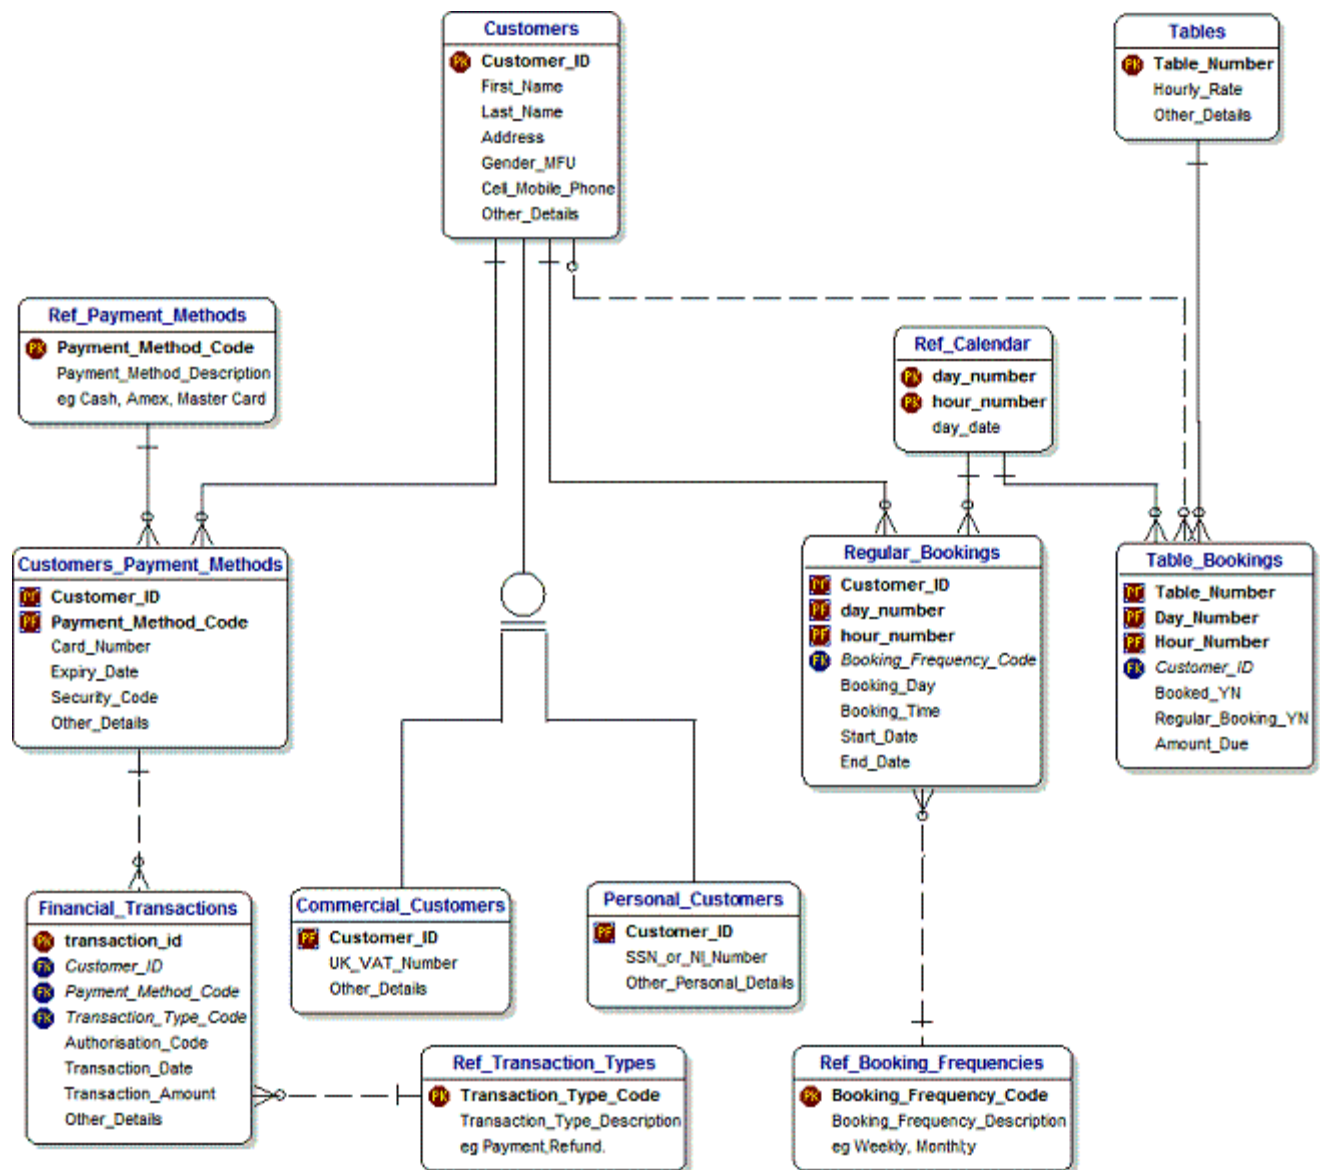 Customers
PK Customer_ID
First_Name
Last_Name
Address
Gender_MFU
Cell_Mobile_Phone
Other_Details
Tables
PK Table_Number
Hourly_Rate
Other_Details
Ref_Payment_Methods
PK Payment_Method_Code
Payment_Method_Description
eg Cash, Amex, Master Card
Ref_Calendar
PK day_number
PK hour_number
day_date
Customers_Payment_Methods
PF Customer_ID
PF Payment_Method_Code
Card_Number
Expiry_Date
Security_Code
Other_Details
Regular_Bookings
PF Customer_ID
PF day_number
PF hour_number
FK Booking_Frequency_Code
Booking_Day
Booking_Time
Start_Date
End_Date
Table_Bookings
PF Table_Number
PF Day_Number
PF Hour_Number
FK Customer_ID
Booked_YN
Regular_Booking_YN
Amount_Due
Financial_Transactions
PK transaction_id
FK Customer_ID
FK Payment_Method_Code
FK Transaction_Type_Code
Authorisation_Code
Transaction_Date
Transaction_Amount
Other_Details
Commercial_Customers
PF Customer_ID
UK_VAT_Number
Other_Details
Personal_Customers
PF Customer_ID
SSN_or_NI_Number
Other_Personal_Details
Ref_Transaction_Types
PK Transaction_Type_Code
Transaction_Type_Description
eg Payment,Refund.
Ref_Booking_Frequencies
PK Booking_Frequency_Code
Booking_Frequency_Description
eg Weekly, Monthl;y